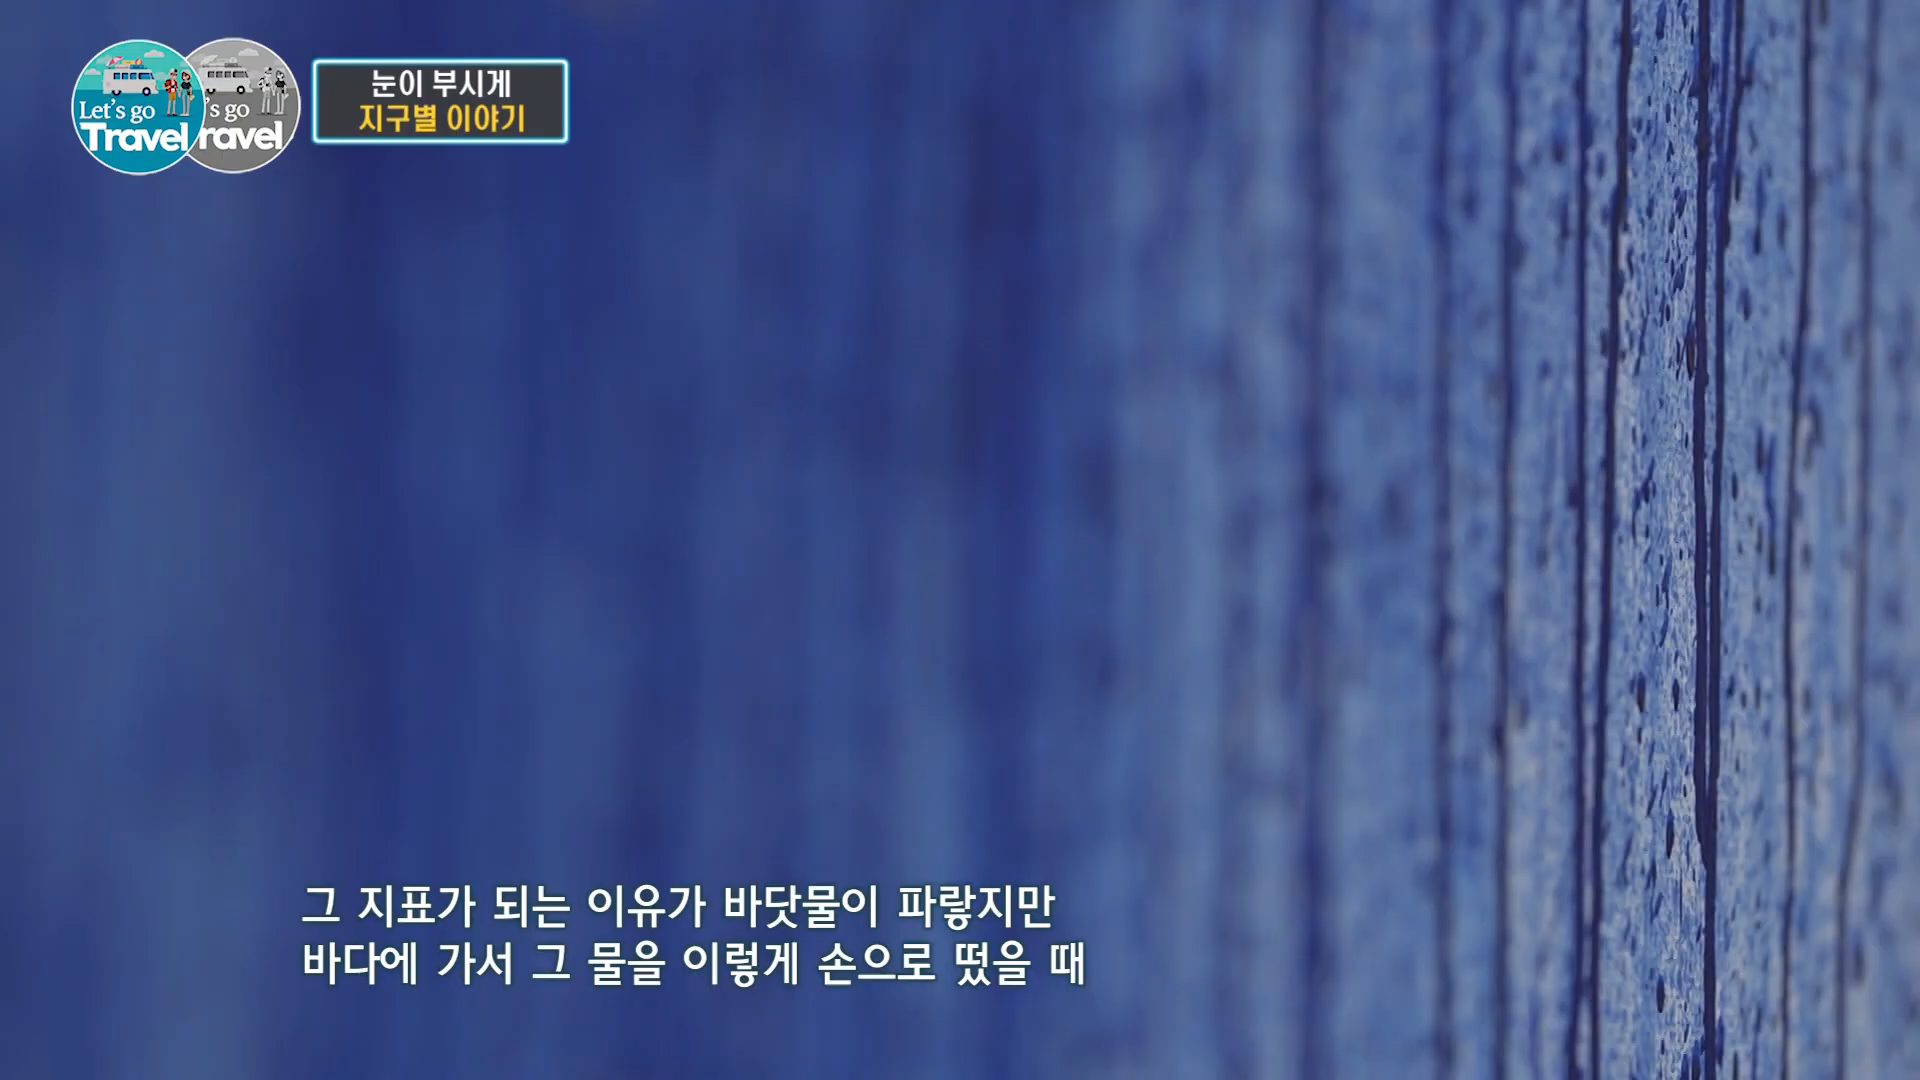 Let's go
Travel
's go
ravel
눈이 부시게
지구별 이야기
그 지표가 되는 이유가 바닷물이 파랗지만
바다에 가서 그 물을 이렇게 손으로 떴을 때